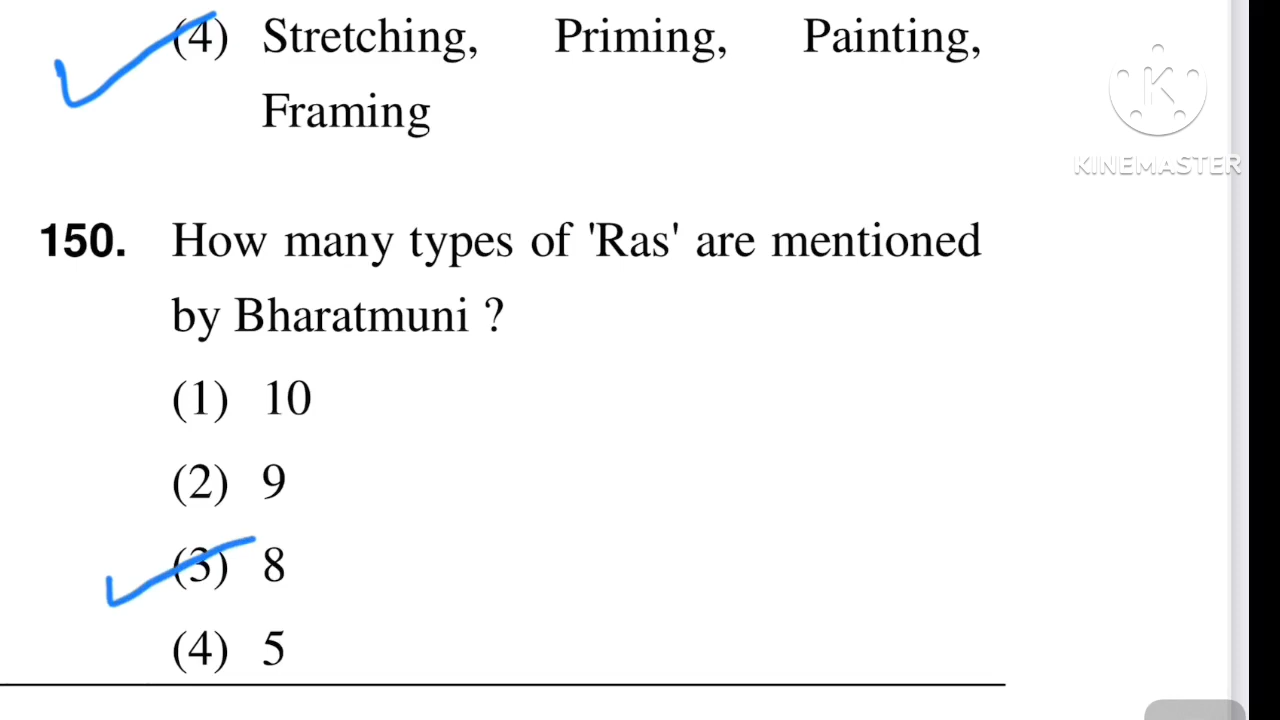 (4) Stretching, Priming, Painting,
Framing
K
KINEMASTER
150. How many types of 'Ras' are mentioned
by Bharatmuni ?
(1) 10
(2) 9
(3) 8
(4) 5